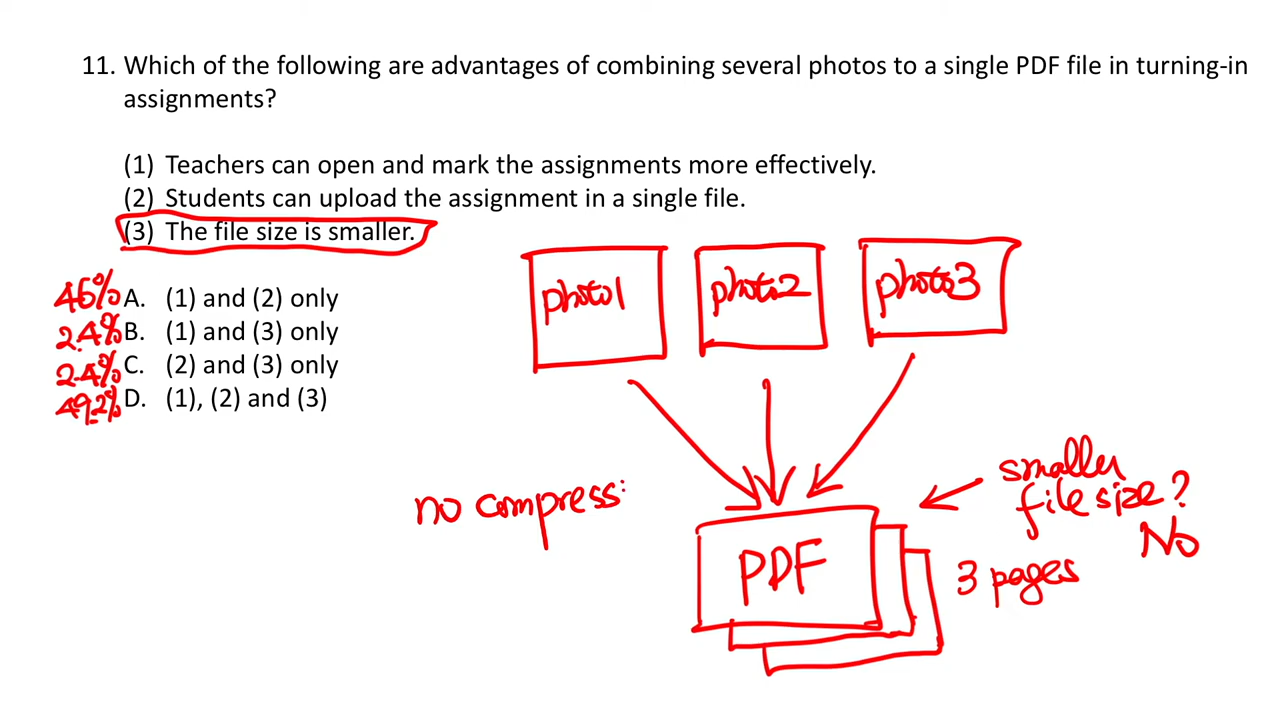 11. Which of the following are advantages of combining several photos to a single PDF file in turning-in
assignments?
(1) Teachers can open and mark the assignments more effectively.
(2) Students can upload the assignment in a single file.
(3) The file size is smaller.
46% A. (1) and (2) only
2.4% B. (1) and (3) only
2.4% C. (2) and (3) only
49.2% D. (1), (2) and (3)
photo1 photo2 photo3
smaller
file size?
No
no compress
PDF
3 pages